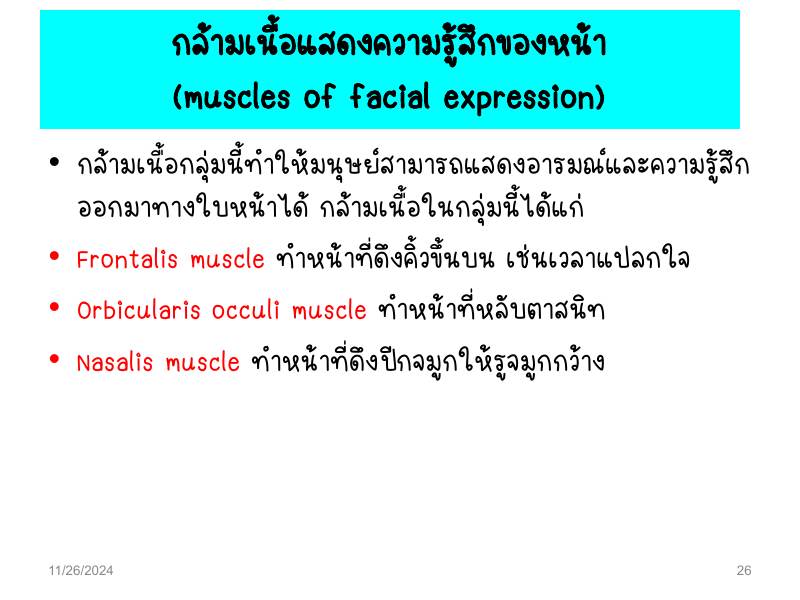 กล้ามเนื้อแสดงความรู้สึกของหน้า
(muscles of facial expression)
• กล้ามเนื้อกลุ่มนี้ทำให้มนุษย์สามารถแสดงอารมณ์และความรู้สึก
ออกมาทางใบหน้าได้ กล้ามเนื้อในกลุ่มนี้ได้แก่
• Frontalis muscle ทำหน้าที่ดึงคิ้วขึ้นบน เช่นเวลาแปลกใจ
• Orbicularis occuli muscle ทำหน้าที่หลับตาสนิท
• Nasalis muscle ทำหน้าที่ดึงปีกจมูกให้รูจมูกกว้าง
11/26/2024
26